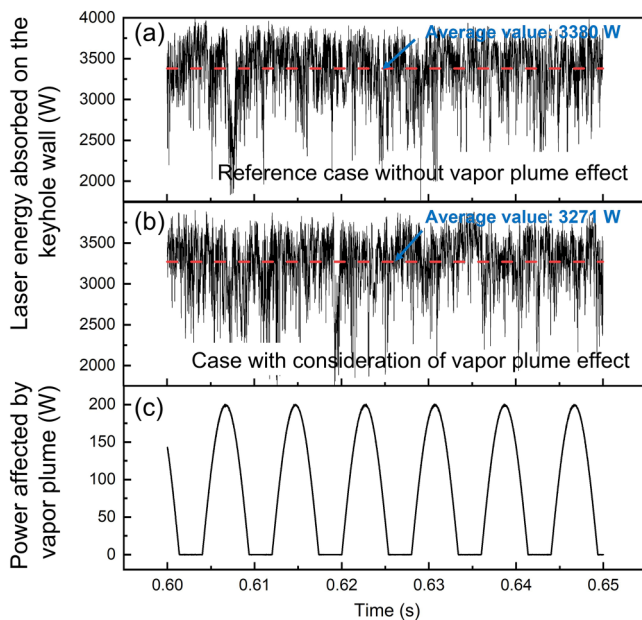 Laser energy absorbed on the
keyhole wall (W)
4000
3500
3000
2500
2000
(a)
Average value: 3380 W
Reference case without vapor plume effect
3500
3000
2500
2000
(b)
Average value: 3271 W
Case with consideration of vapor plume effect
Power affected by
vapor plume (W)
200
150
100
50
0
(c)
0.60 0.61 0.62 0.63 0.64 0.65
Time (s)